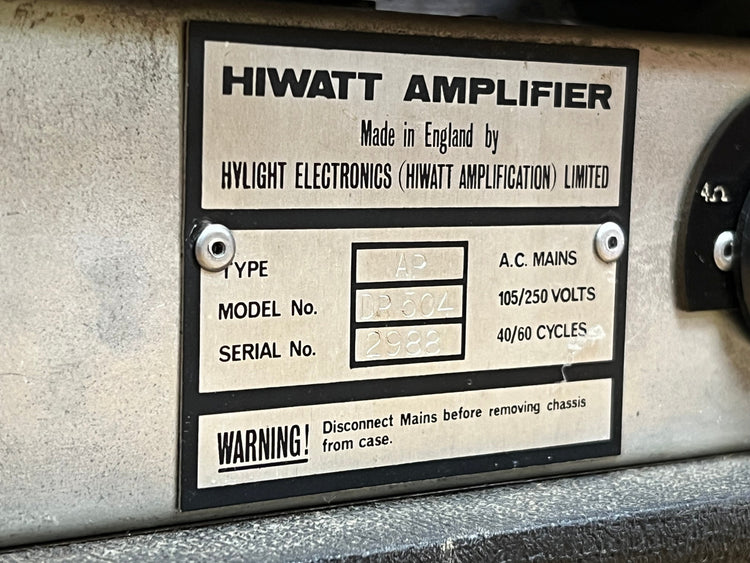 HIWATT AMPLIFIER
Made in England by
HYLIGHT ELECTRONICS (HIWATT AMPLIFICATION) LIMITED
TYPE AP
MODEL No. DR 504
SERIAL No. 2988
A.C. MAINS
105/250 VOLTS
40/60 CYCLES
WARNING! Disconnect Mains before removing chassis
from case.
4Ω